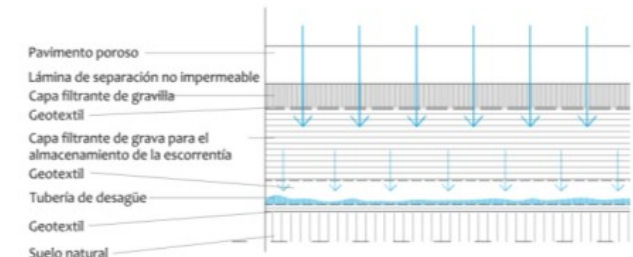 Pavimento poroso
Lámina de separación no impermeable
Capa filtrante de gravilla
Geotextil
Capa filtrante de grava para el
almacenamiento de la escorrentía
Geotextil
Tubería de desagüe
Geotextil
Suelo natural